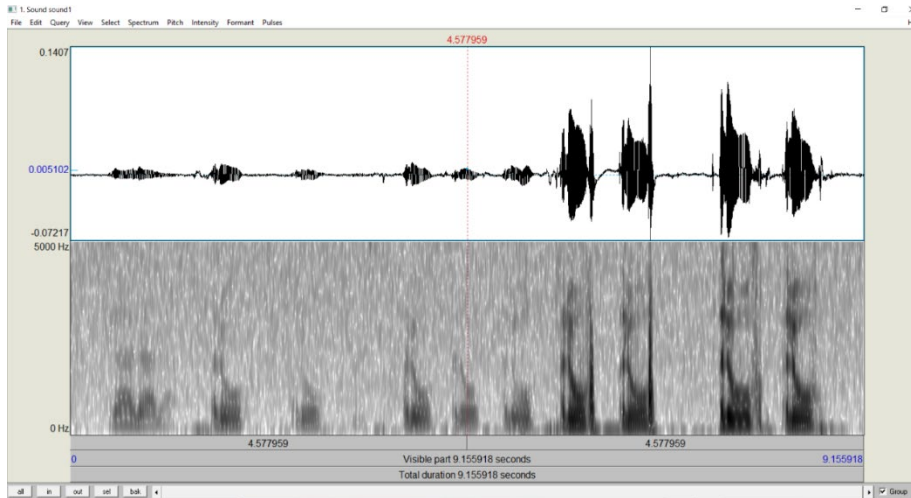 1. Sound sound1
File Edit Query View Select Spectrum Pitch Intensity Formant Pulses
4.577959
0.1407
0.005102
-0.07217
5000 Hz
0 Hz
4.577959 4.577959
0 Visible part 9.155918 seconds 9.155918
Total duration 9.155918 seconds
all in out sel bak Group